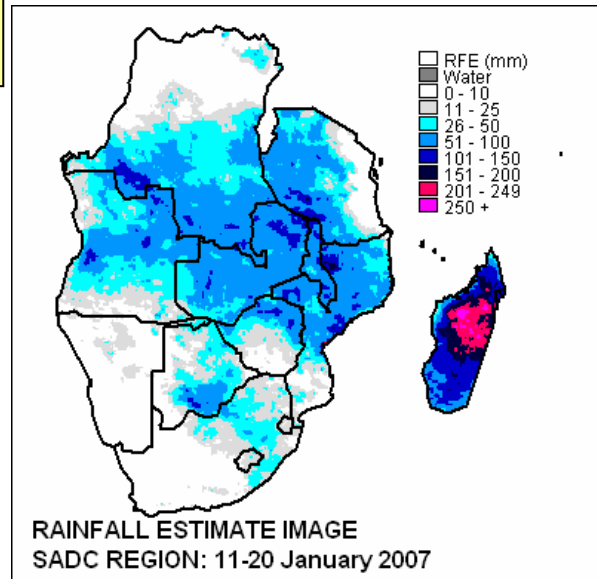 RFE (mm)
Water
0 - 10
11 - 25
26 - 50
51 - 100
101 - 150
151 - 200
201 - 249
250 +
RAINFALL ESTIMATE IMAGE
SADC REGION: 11-20 January 2007